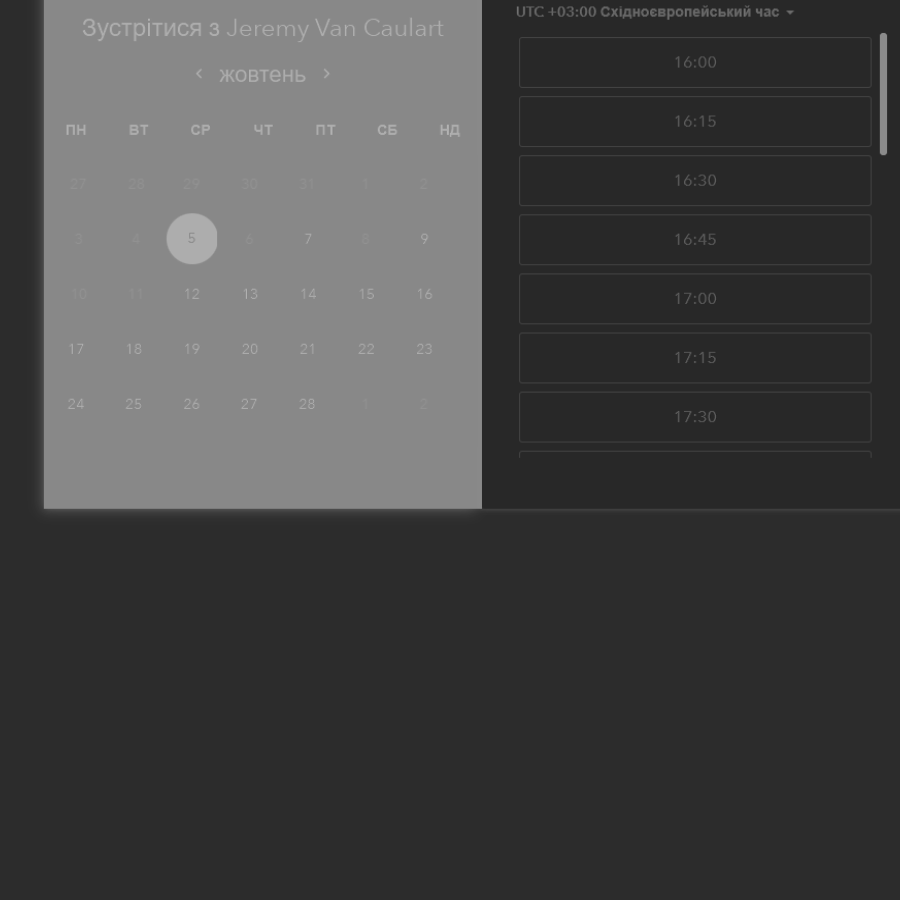 Зустрітися з Jeremy Van Caulart
жовтень
ПН ВТ СР ЧТ ПТ СБ НД
27 28 29 30 31 1 2
3 4 5 6 7 8 9
10 11 12 13 14 15 16
17 18 19 20 21 22 23
24 25 26 27 28 1 2
UTC +03:00 Східноєвропейський час
16:00
16:15
16:30
16:45
17:00
17:15
17:30